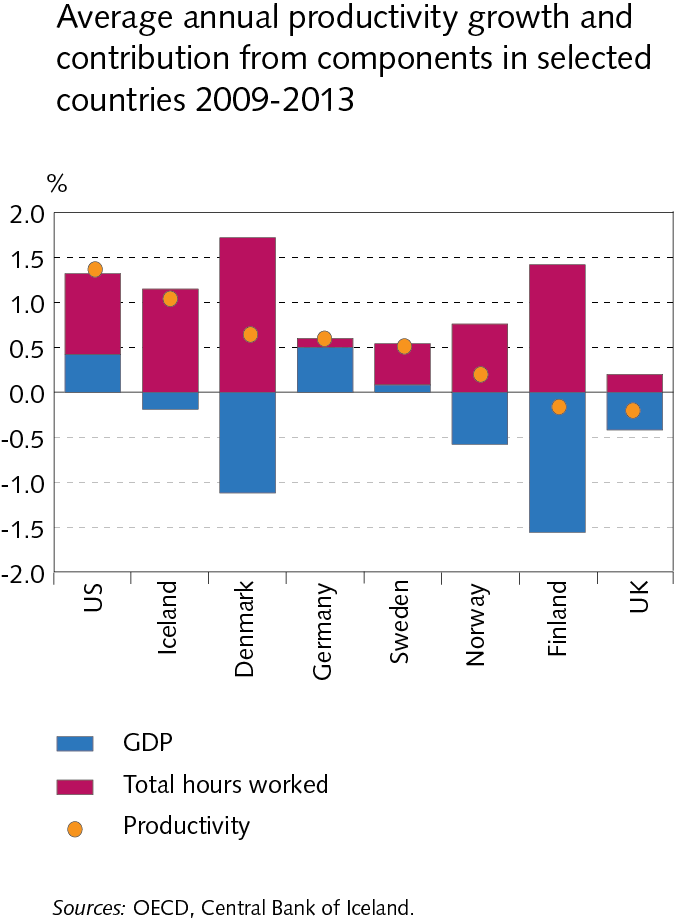 Average annual productivity growth and
contribution from components in selected
countries 2009-2013
%
2.0
1.5
1.0
0.5
0.0
-0.5
-1.0
-1.5
-2.0
US
Iceland
Denmark
Germany
Sweden
Norway
Finland
UK
GDP
Total hours worked
Productivity
Sources: OECD, Central Bank of Iceland.